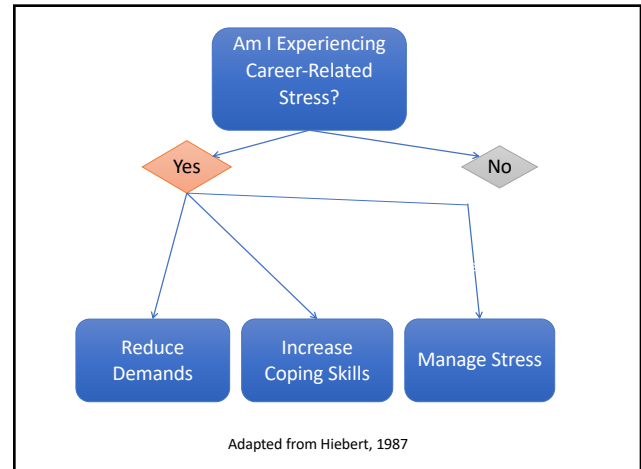 Am I Experiencing
Career-Related
Stress?
Yes
No
Reduce
Demands
Increase
Coping Skills
Manage Stress
Adapted from Hiebert, 1987